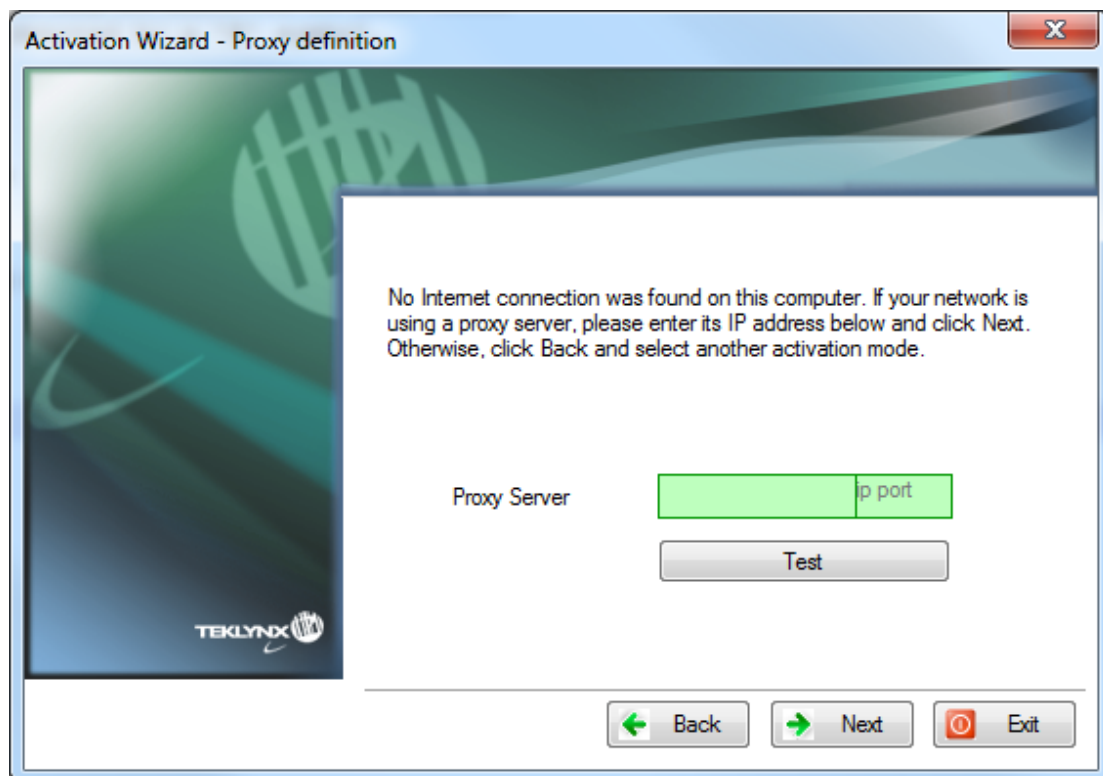 Activation Wizard - Proxy definition
No Internet connection was found on this computer. If your network is
using a proxy server, please enter its IP address below and click Next.
Otherwise, click Back and select another activation mode.
Proxy Server
ip port
Test
TEKLYNX
Back
Next
Exit